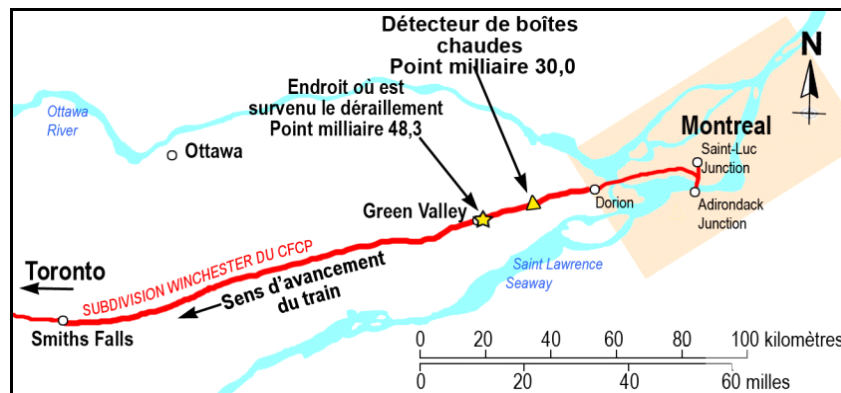 Détecteur de boîtes
chaudes
Point milliaire 30,0
N
Endroit où est
survenu le déraillement
Point milliaire 48,3
Ottawa
River
Ottawa
Montreal
Saint-Luc
Junction
Adirondack
Junction
Dorion
Green Valley
Toronto
SUBDIVISION WINCHESTER DU CFCP
Sens d'avancement
du train
Saint Lawrence
Seaway
Smiths Falls
0 20 40 60 80 100 kilomètres
0 20 40 60 milles